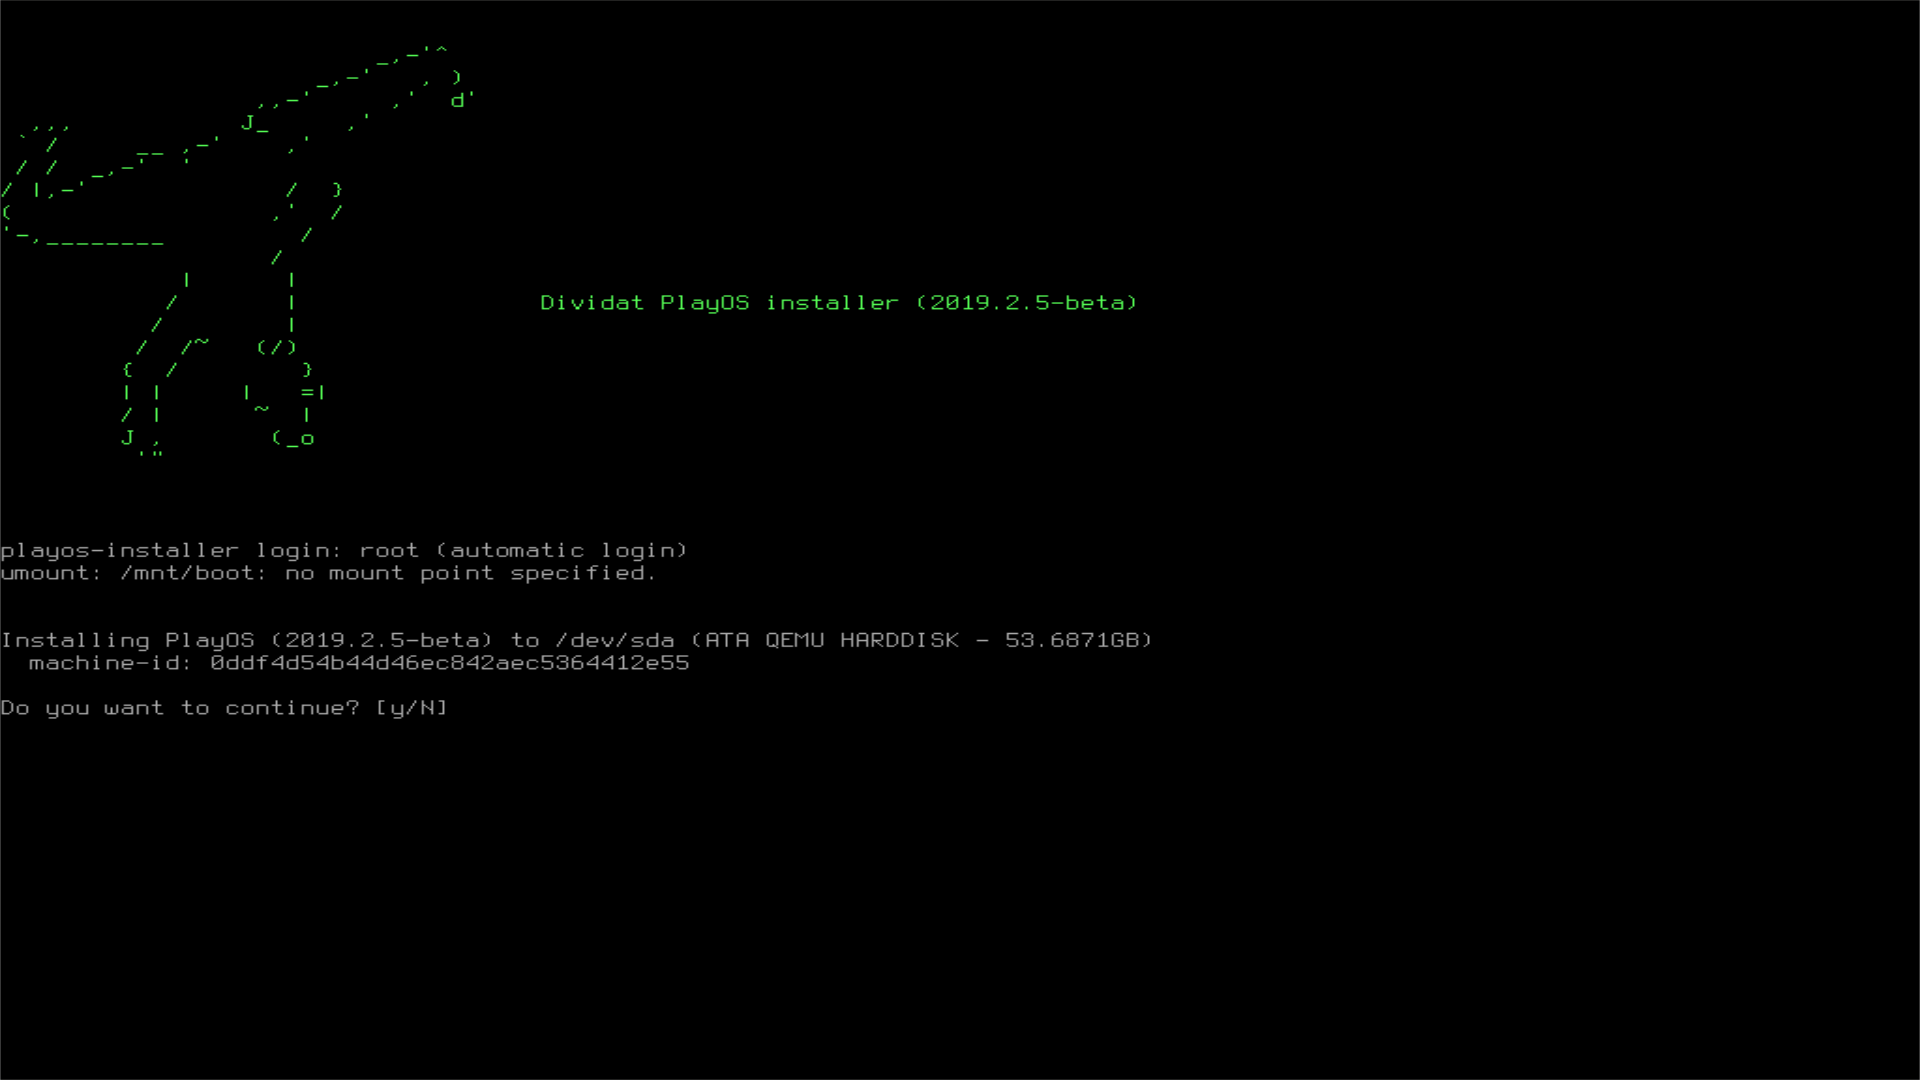 Dividat PlayOS installer (2019.2.5-beta)
playos-installer login: root (automatic login)
umount: /mnt/boot: no mount point specified.
Installing PlayOS (2019.2.5-beta) to /dev/sda (ATA QEMU HARDDISK - 53.6871GB)
machine-id: 0ddf4d54b44d46ec842aec5364412e55
Do you want to continue? [y/N]